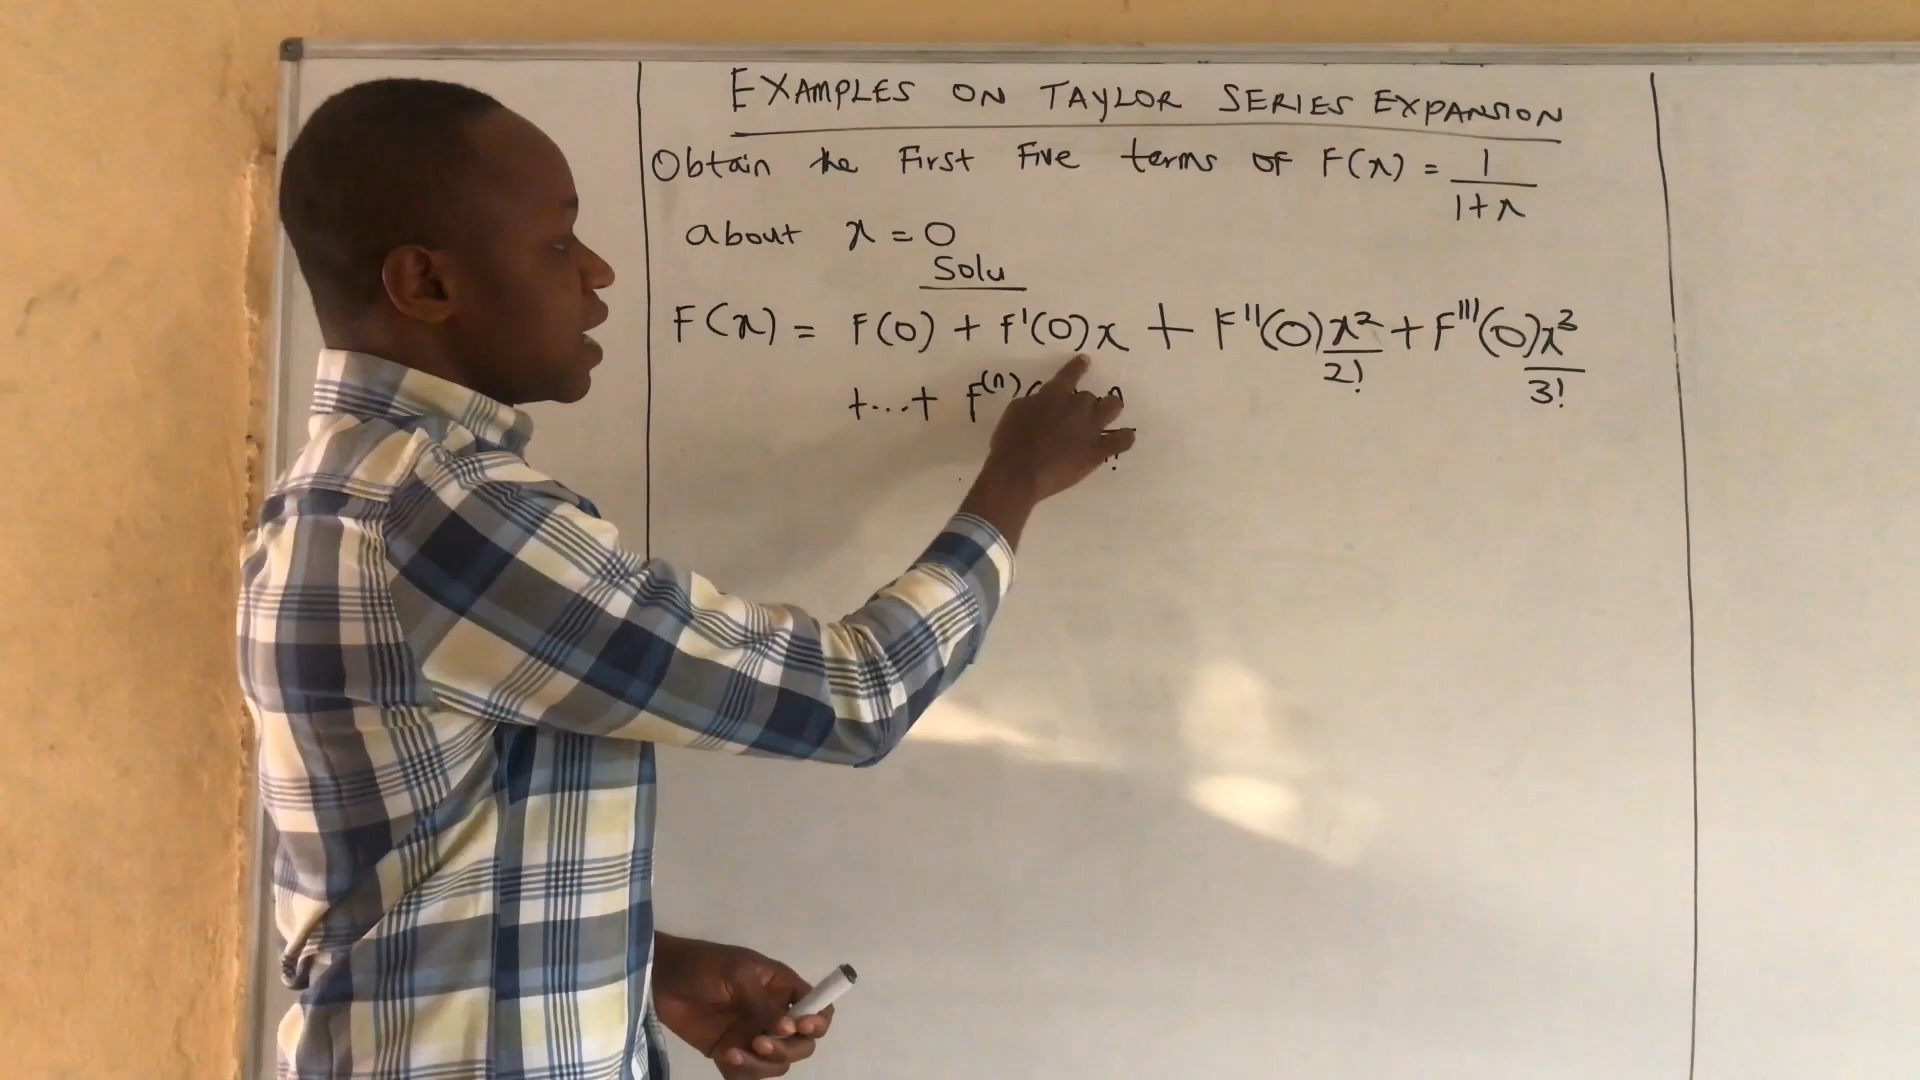 EXAMPLES ON TAYLOR SERIES EXPANSION
Obtain the First Five terms of F(x) = 1/(1+x)
about x = 0
Solu
F(x) = F(0) + F'(0)x + F''(0)x²/2! + F'''(0)x³/3!
+...+ F⁽ⁿ⁾